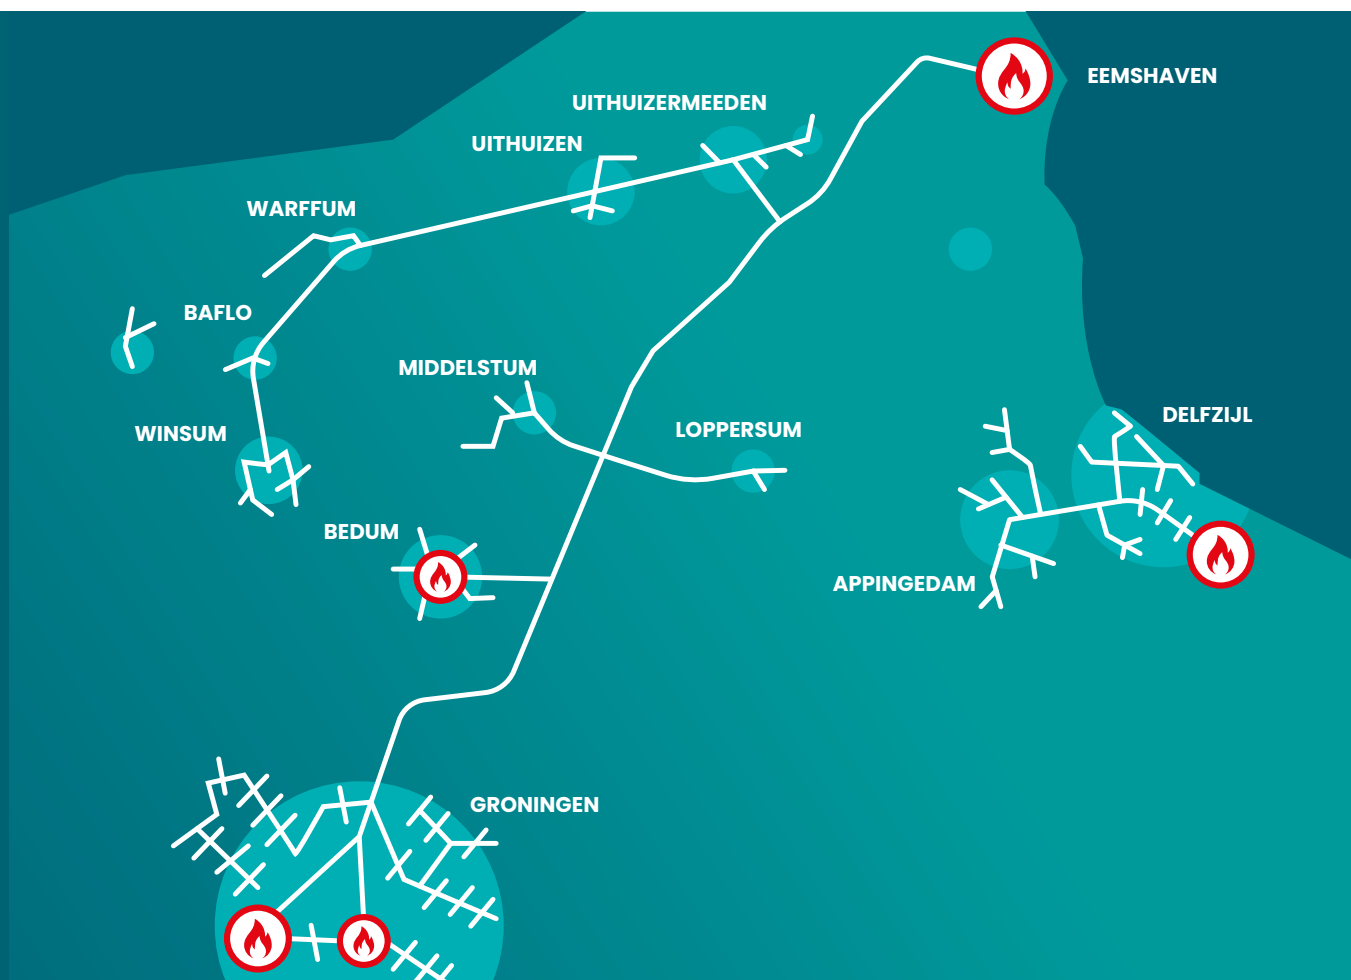 EEMSHAVEN
UITHUIZERMEEDEN
UITHUIZEN
WARFFUM
BAFLO
MIDDELSTUM
DELFZIJL
LOPPERSUM
WINSUM
BEDUM
APPINGEDAM
GRONINGEN